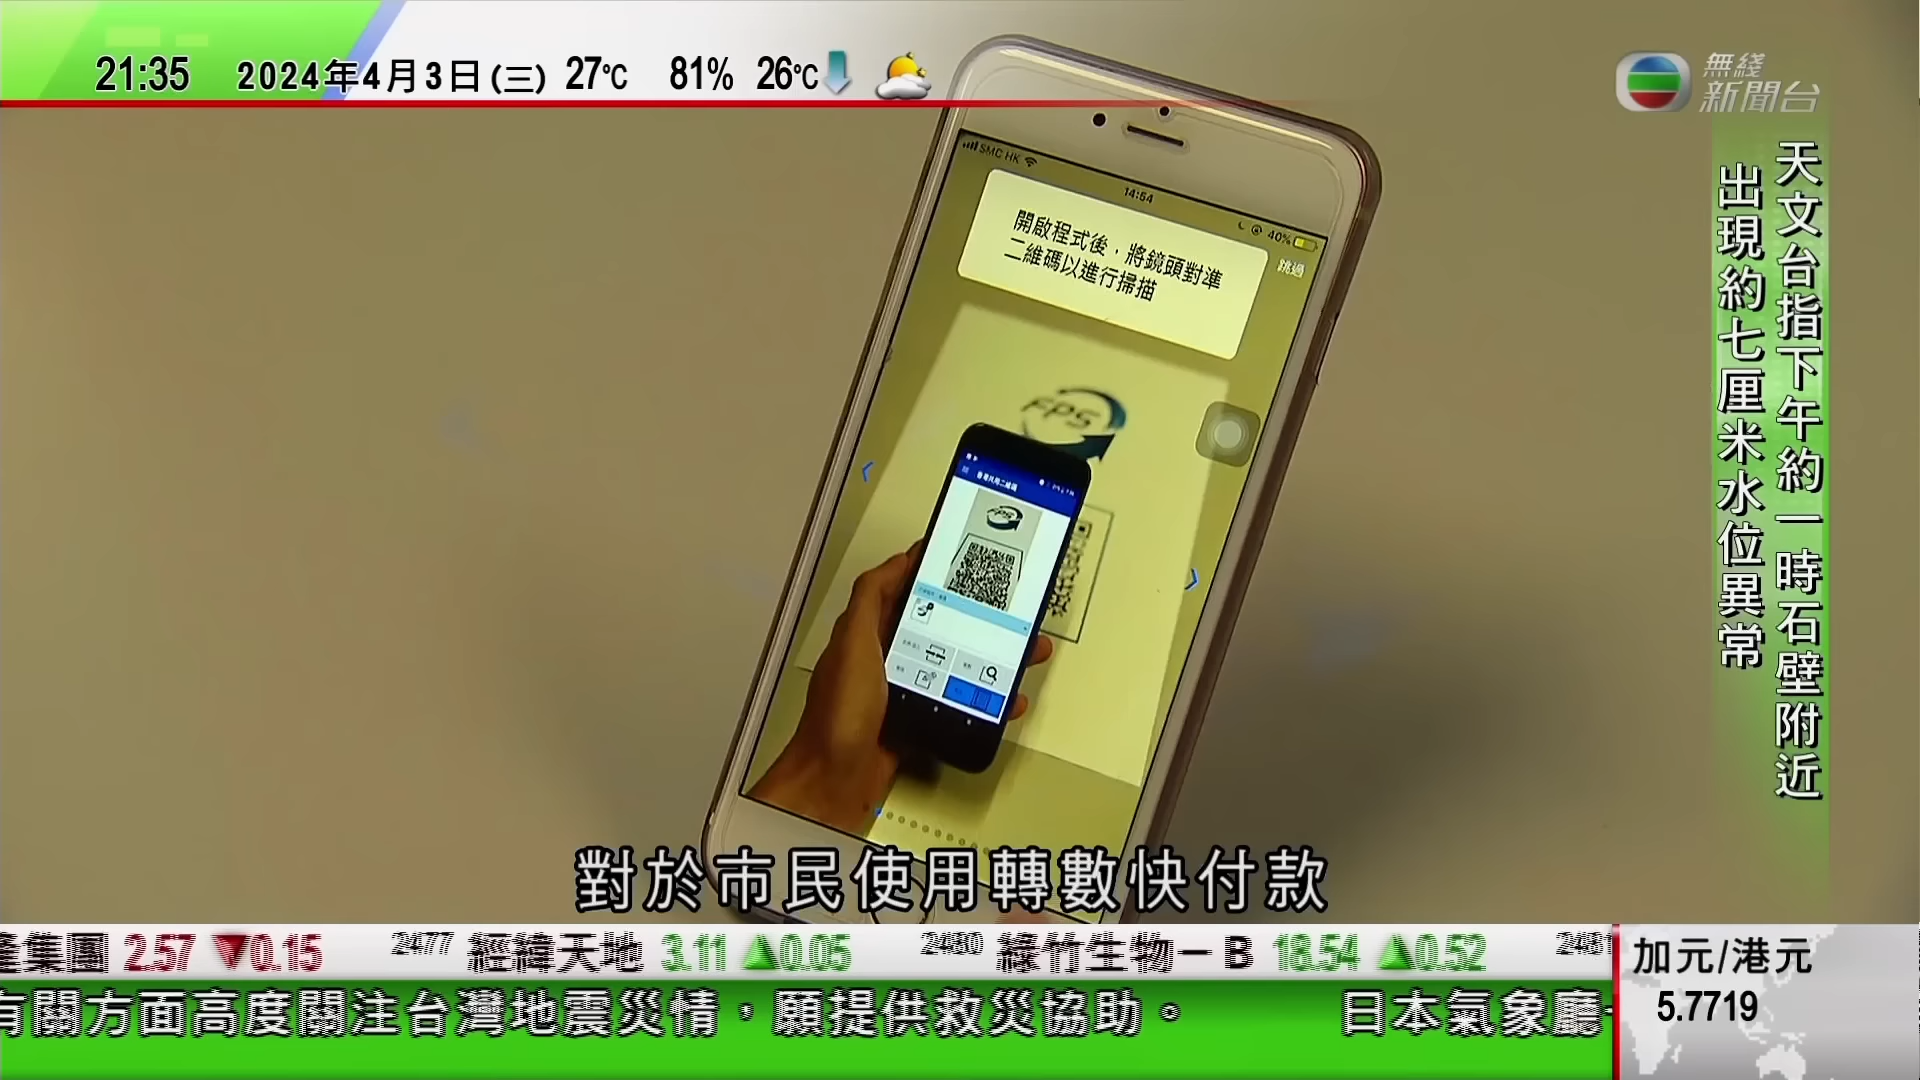 21:35
2024年4月3日(三)
27℃
81%
26℃
無綫
新聞台
天文台指下午約一時石壁附近
出現約七厘米水位異常
SMC HK
14:54
40%
跳過
開啟程式後，將鏡頭對準
二維碼以進行掃描
FPS
FPS
對於市民使用轉數快付款
產集團 2.57 ▼0.15 2477 經緯天地 3.11 ▲0.05 2480 綠竹生物－B 18.54 ▲0.52 2481
有關方面高度關注台灣地震災情，願提供救災協助。 日本氣象廳
加元/港元
5.7719